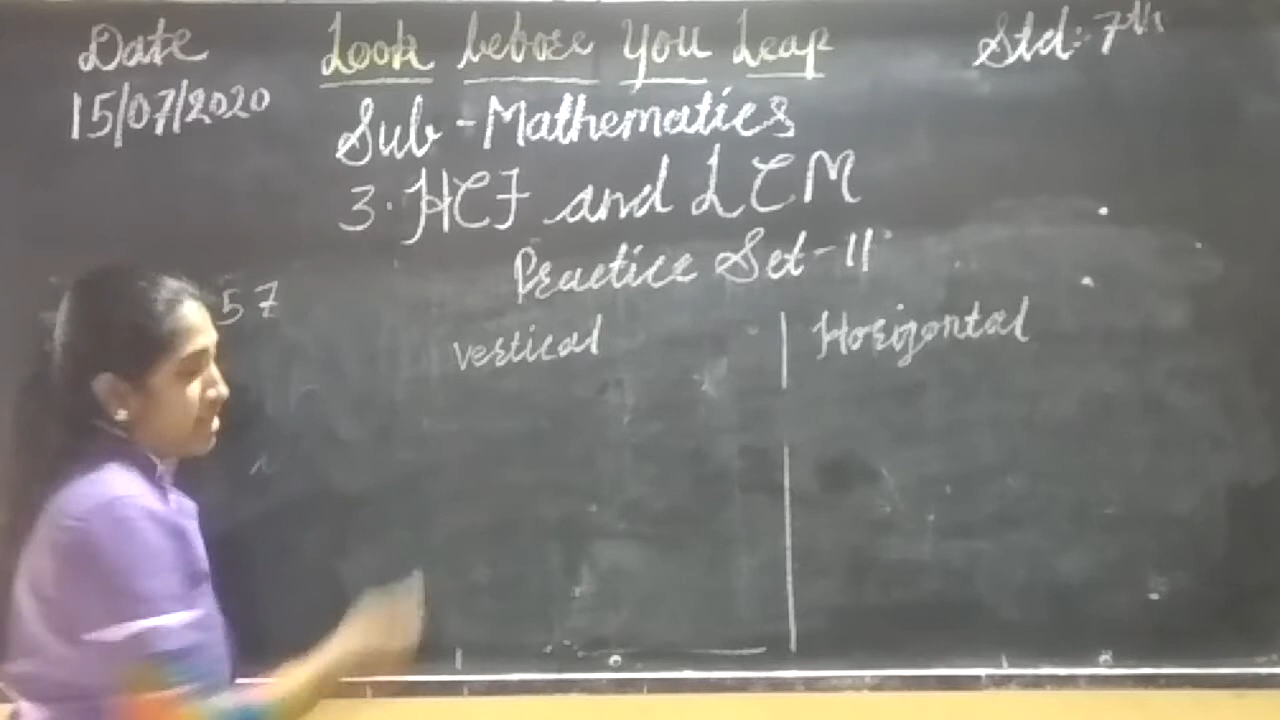 Date Look before You Leap Std:- 7th
15/07/2020
Sub - Mathematics
3. HCF and LCM
Practice Set - 11
57
Vertical Horizontal